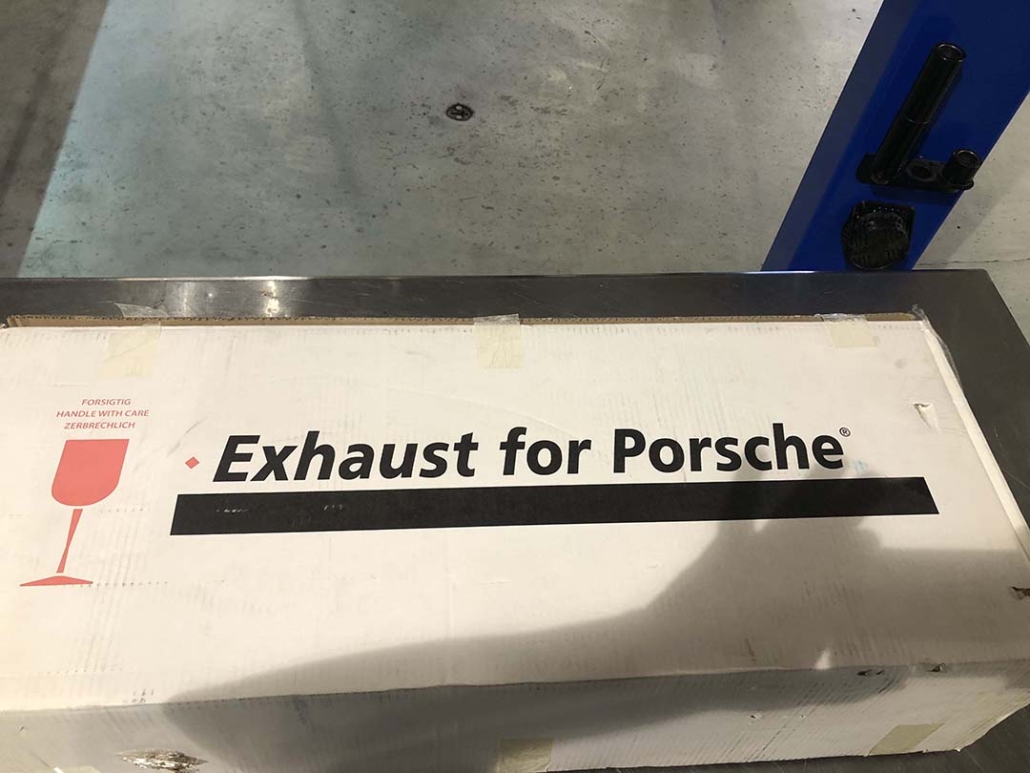 FORSIGTIG
HANDLE WITH CARE
ZERBRECHLICH
Exhaust for Porsche®